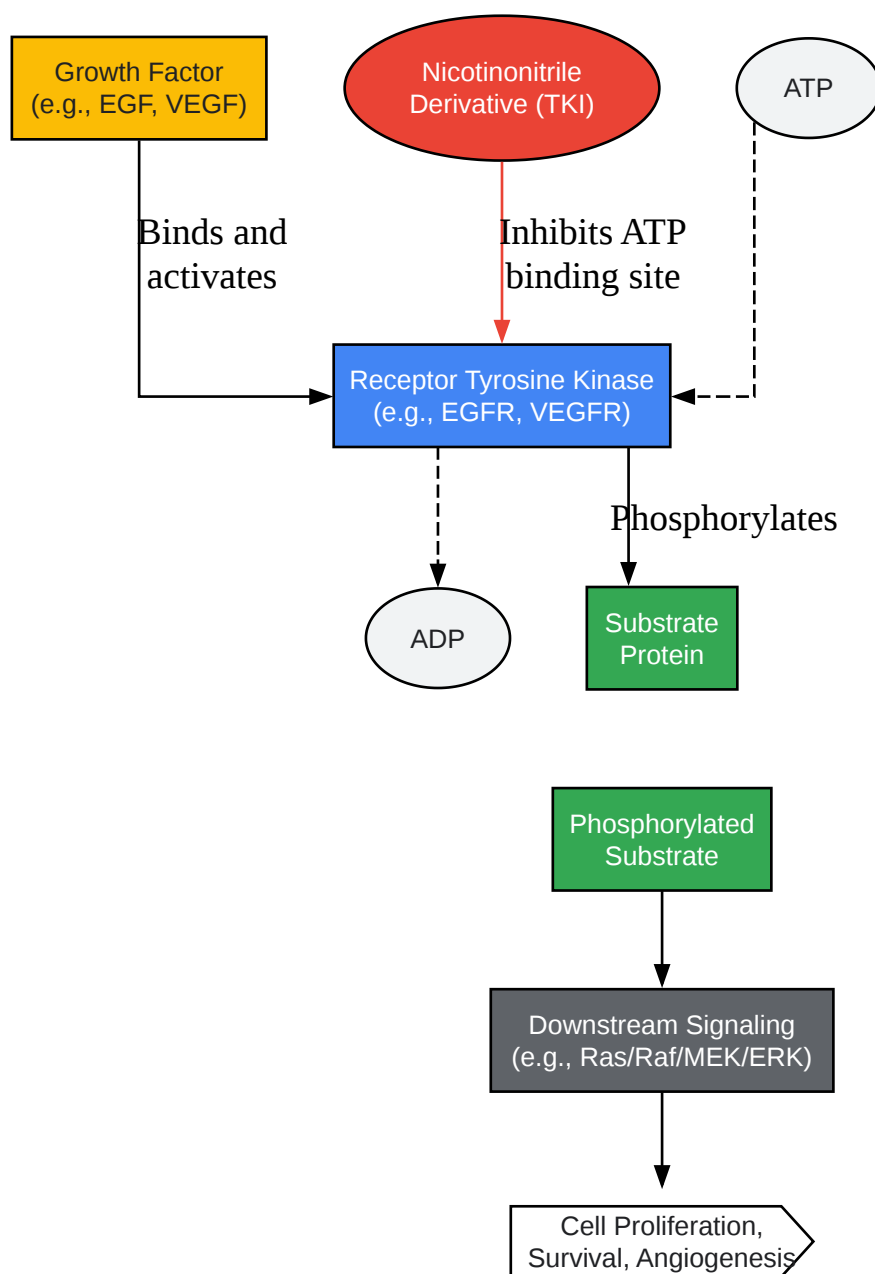 Growth Factor
(e.g., EGF, VEGF)
Nicotinonitrile
Derivative (TKI)
ATP
Binds and
activates
Inhibits ATP
binding site
Receptor Tyrosine Kinase
(e.g., EGFR, VEGFR)
Phosphorylates
ADP
Substrate
Protein
Phosphorylated
Substrate
Downstream Signaling
(e.g., Ras/Raf/MEK/ERK)
Cell Proliferation,
Survival, Angiogenesis